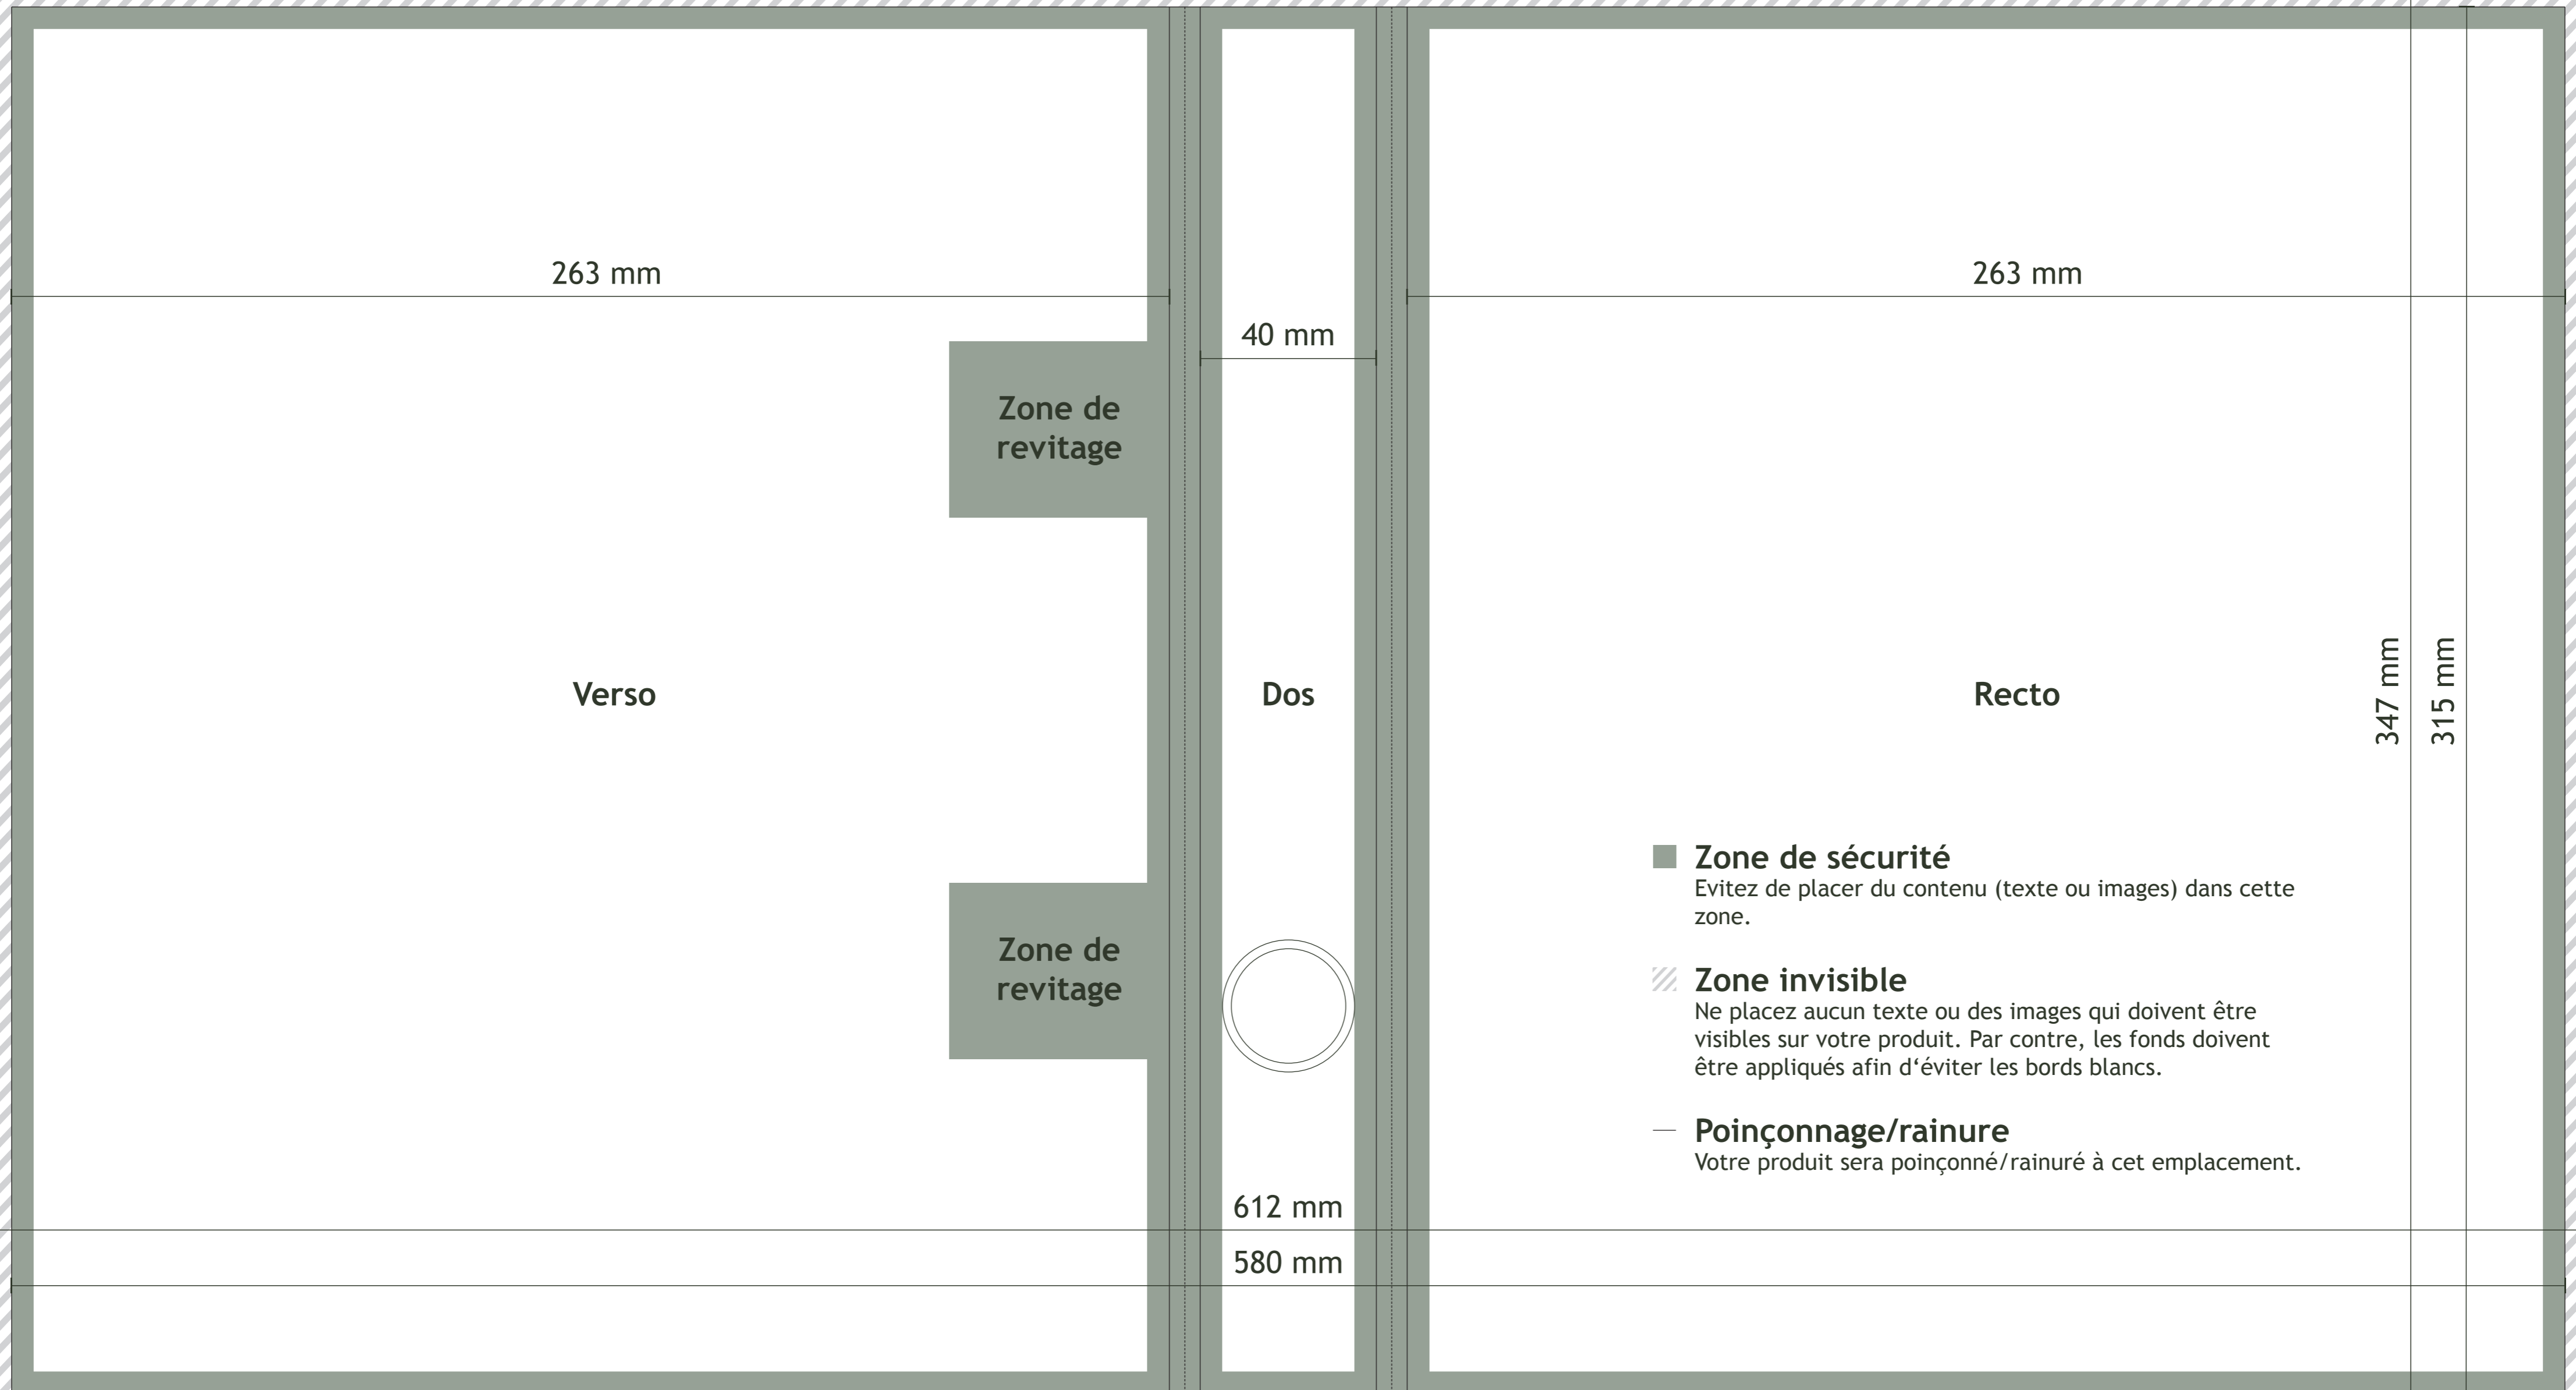 263 mm
263 mm
40 mm
Zone de
revitage
Verso
Dos
Recto
347 mm
315 mm
Zone de sécurité
Evitez de placer du contenu (texte ou images) dans cette
zone.
Zone de
revitage
Zone invisible
Ne placez aucun texte ou des images qui doivent être
visibles sur votre produit. Par contre, les fonds doivent
être appliqués afin d‘éviter les bords blancs.
Poinçonnage/rainure
Votre produit sera poinçonné/rainuré à cet emplacement.
612 mm
580 mm